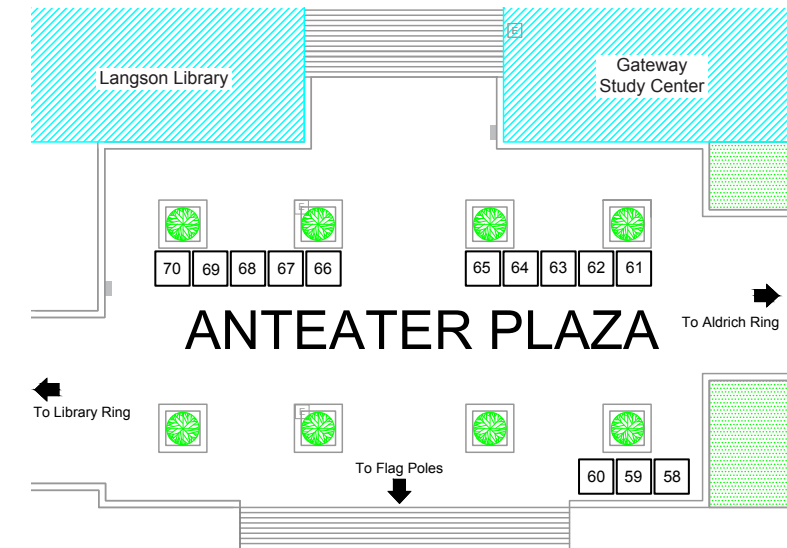 Langson Library
Gateway
Study Center
E
E
70 69 68 67 66
65 64 63 62 61
ANTEATER PLAZA
To Aldrich Ring
To Library Ring
E
To Flag Poles
60 59 58